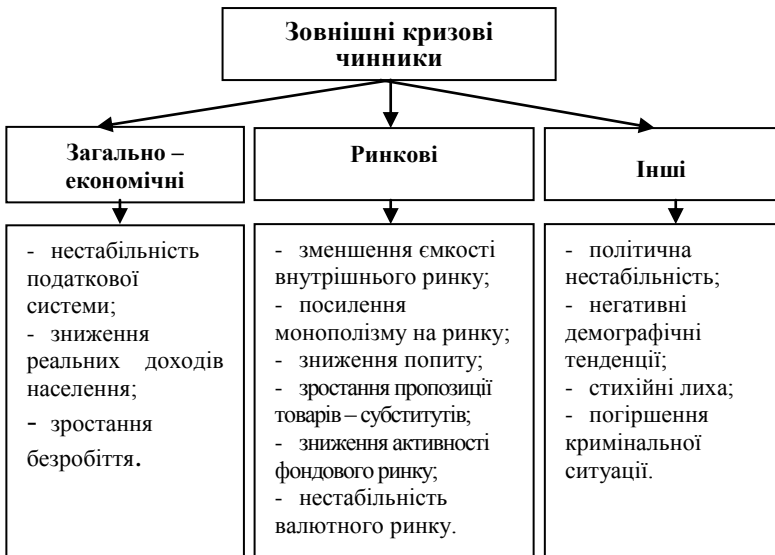 Зовнішні кризові
чинники
Загально –
економічні
- нестабільність
податкової
системи;
- зниження
реальних доходів
населення;
- зростання
безробіття.
Ринкові
- зменшення ємкості
внутрішнього ринку;
- посилення
монополізму на ринку;
- зниження попиту;
- зростання пропозиції
товарів – субститутів;
- зниження активності
фондового ринку;
- нестабільність
валютного ринку.
Інші
- політична
нестабільність;
- негативні
демографічні
тенденції;
- стихійні лиха;
- погіршення
кримінальної
ситуації.